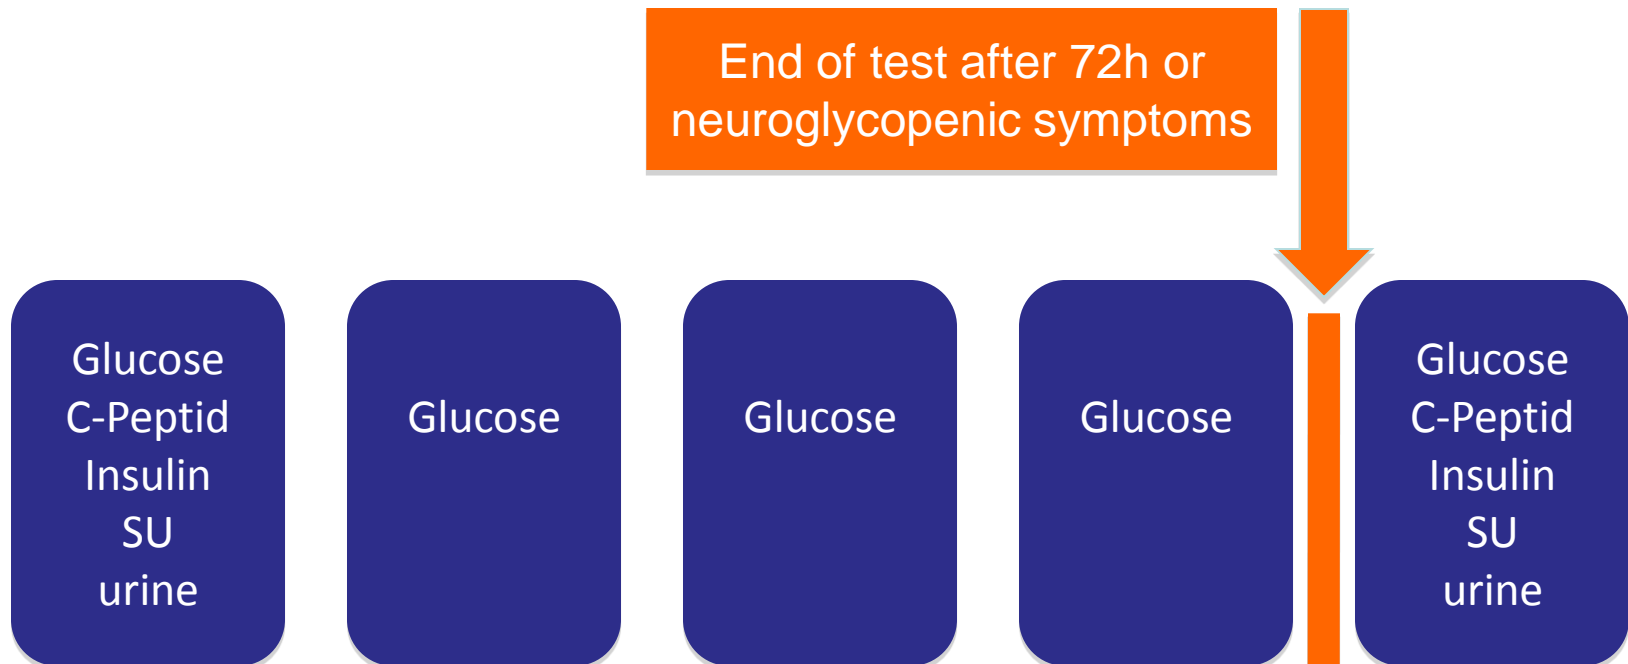 End of test after 72h or
neuroglycopenic symptoms
Glucose
C-Peptid
Insulin
SU
urine
Glucose
Glucose
Glucose
Glucose
C-Peptid
Insulin
SU
urine